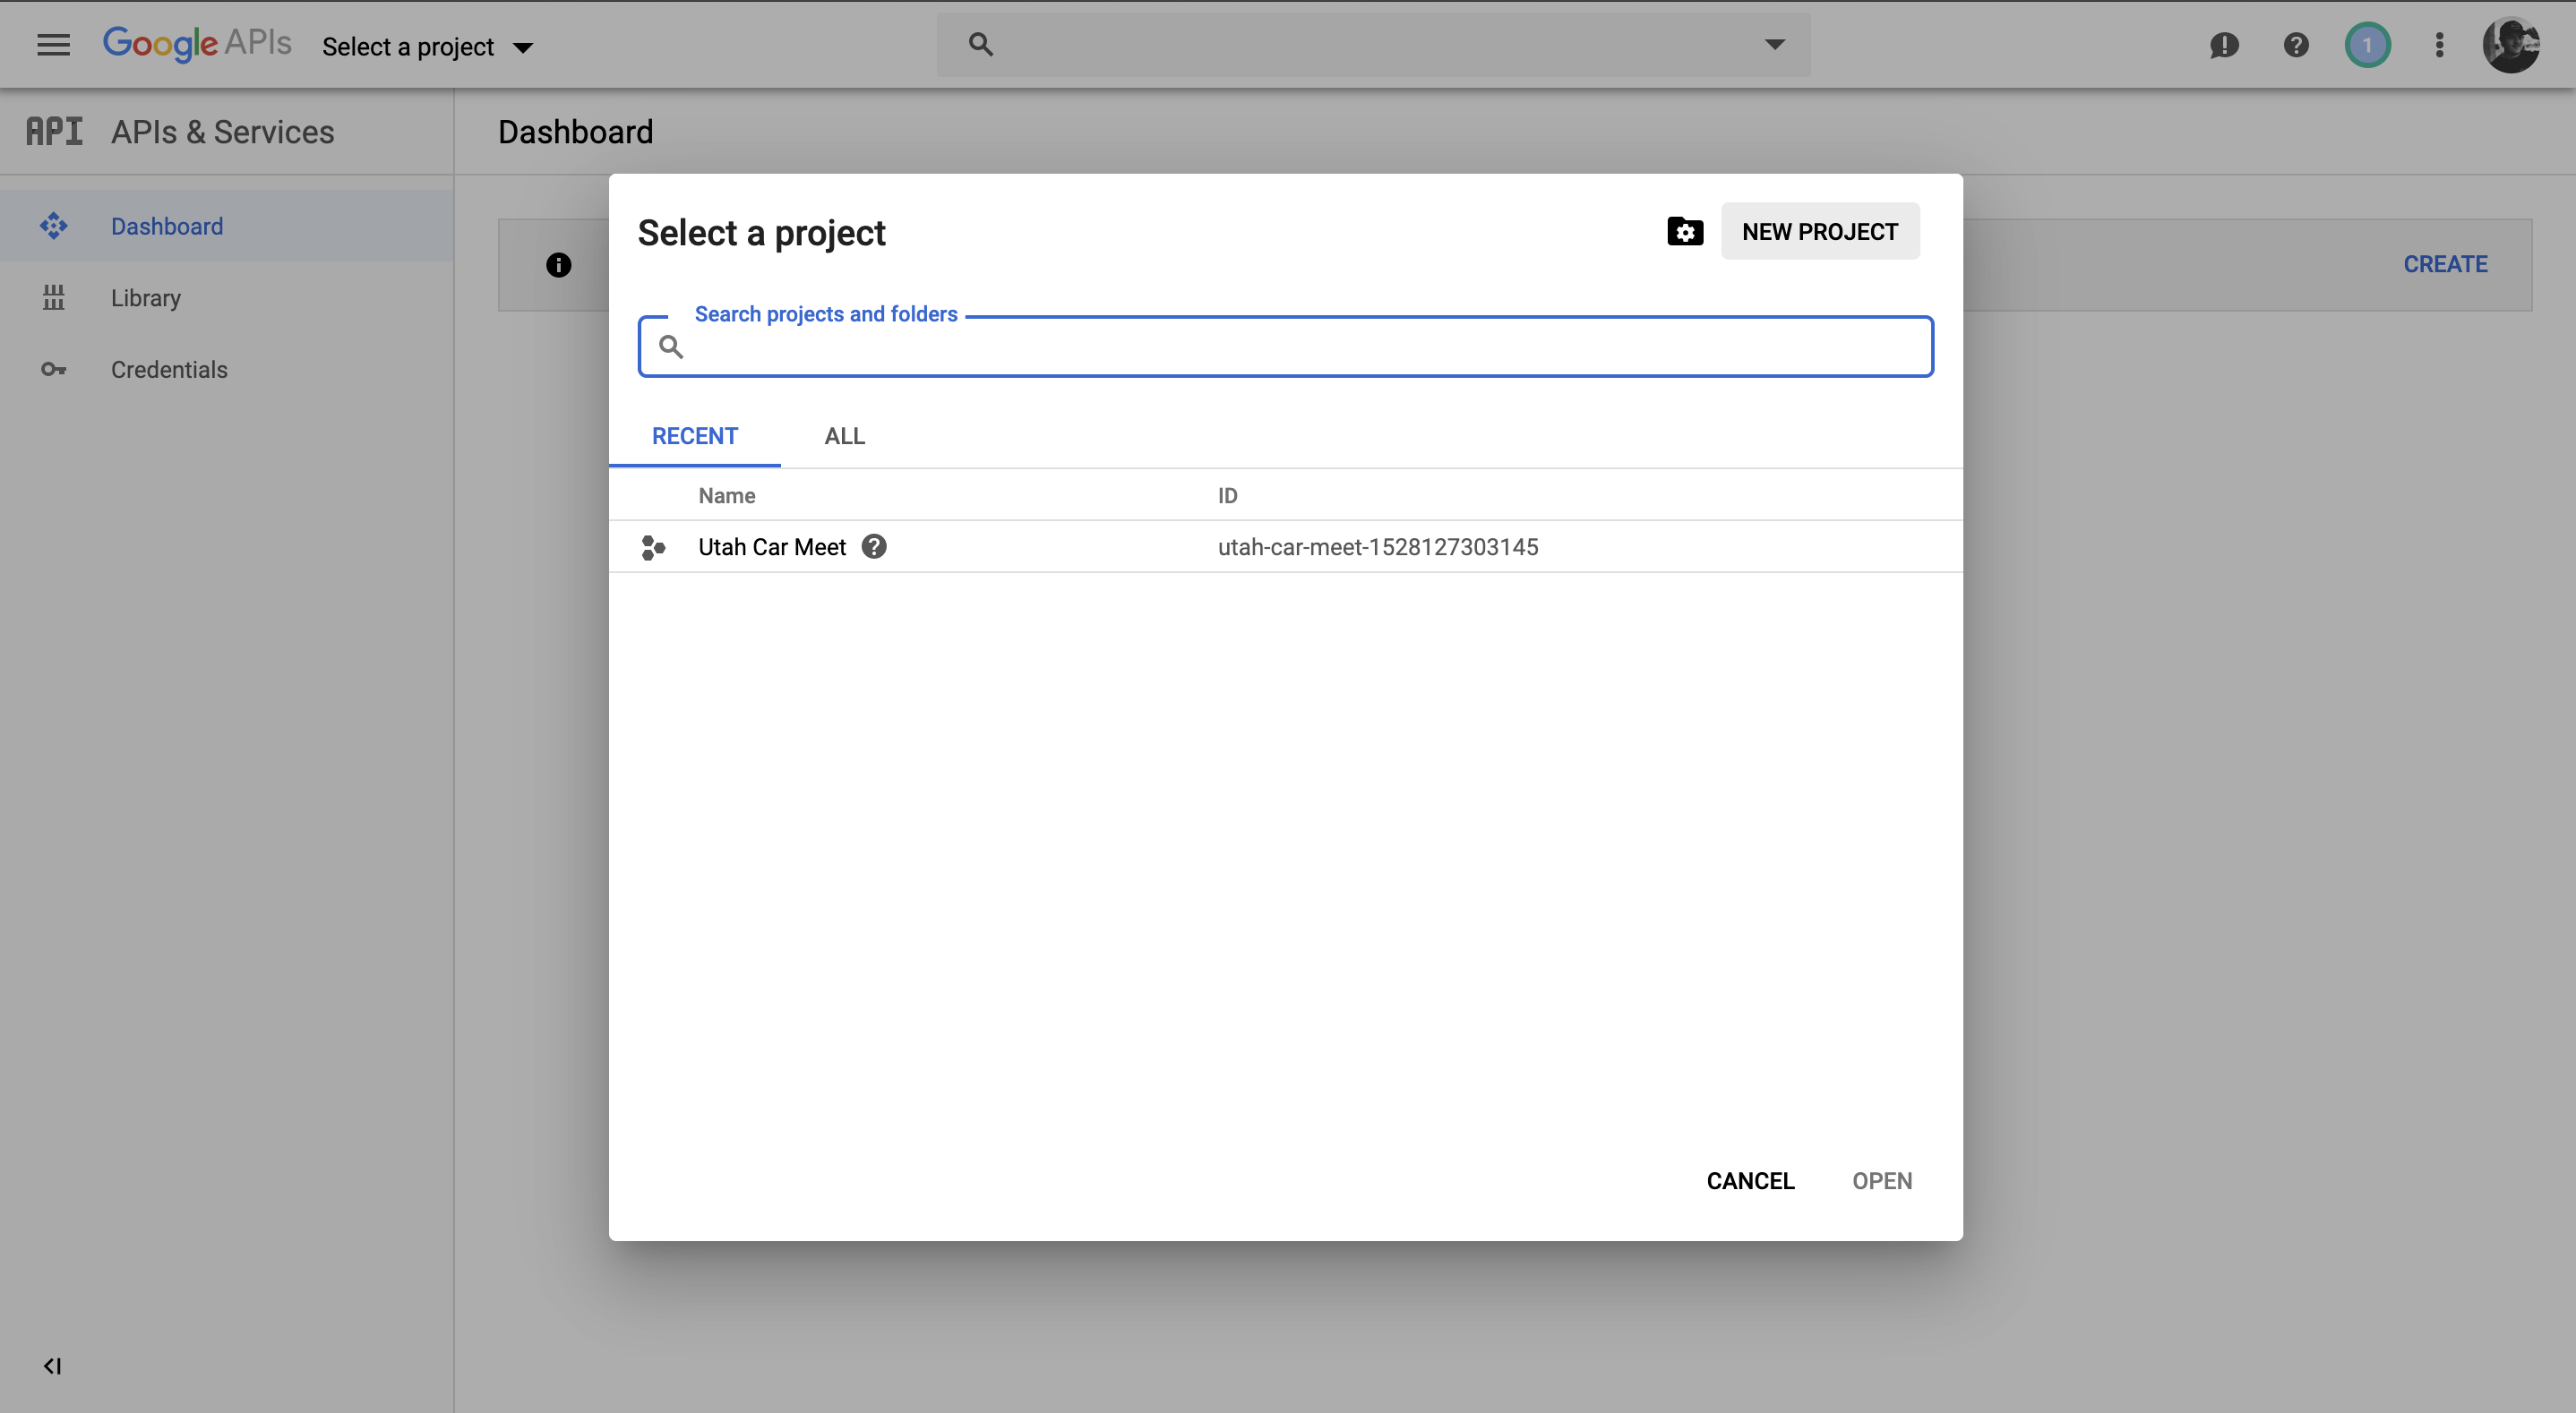 Google APIs Select a project
1
API APIs & Services
Dashboard
Dashboard
Library
Credentials
CREATE
Select a project
NEW PROJECT
Search projects and folders
RECENT ALL
Name ID
Utah Car Meet utah-car-meet-1528127303145
CANCEL OPEN